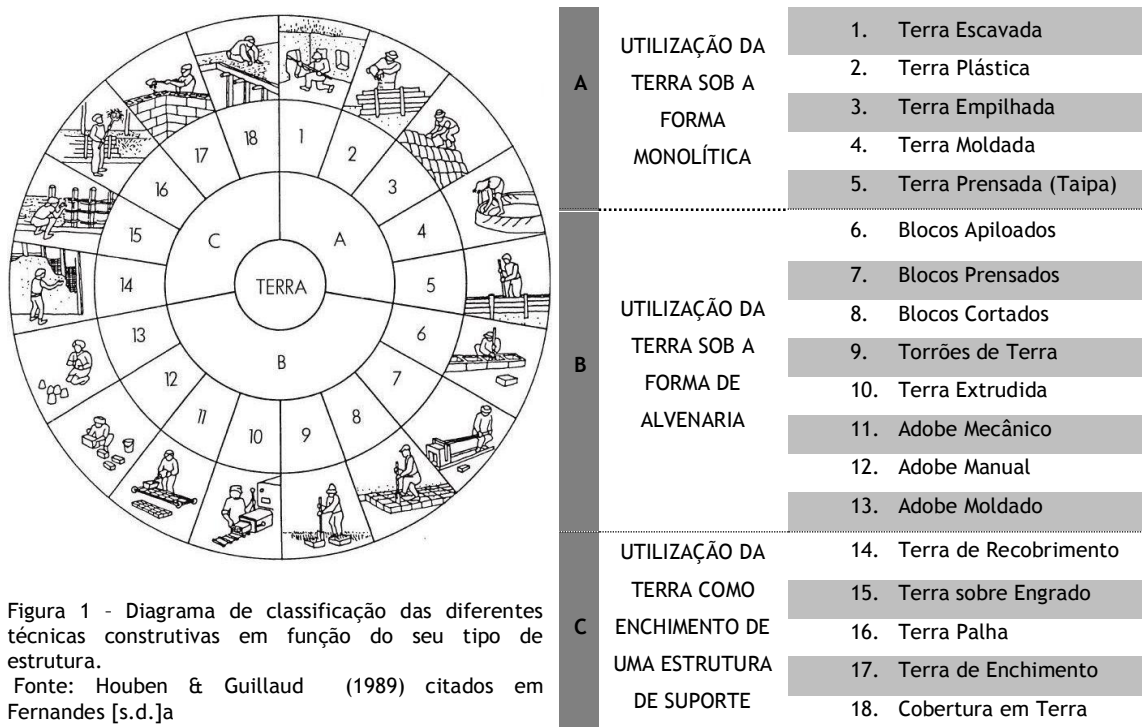 TERRA
A
B
C
1
2
3
4
5
6
7
8
9
10
11
12
13
14
15
16
17
18
Figura 1 – Diagrama de classificação das diferentes
técnicas construtivas em função do seu tipo de
estrutura.
Fonte: Houben & Guillaud (1989) citados em
Fernandes [s.d.]a
A
UTILIZAÇÃO DA
TERRA SOB A
FORMA
MONOLÍTICA
1. Terra Escavada
2. Terra Plástica
3. Terra Empilhada
4. Terra Moldada
5. Terra Prensada (Taipa)
B
UTILIZAÇÃO DA
TERRA SOB A
FORMA DE
ALVENARIA
6. Blocos Apiloados
7. Blocos Prensados
8. Blocos Cortados
9. Torrões de Terra
10. Terra Extrudida
11. Adobe Mecânico
12. Adobe Manual
13. Adobe Moldado
C
UTILIZAÇÃO DA
TERRA COMO
ENCHIMENTO DE
UMA ESTRUTURA
DE SUPORTE
14. Terra de Recobrimento
15. Terra sobre Engrado
16. Terra Palha
17. Terra de Enchimento
18. Cobertura em Terra